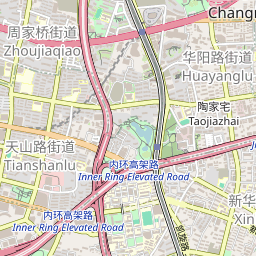 Chang
周家桥街道
Zhoujiaqiao
华阳路街道
Huayanglu
陶家宅
Taojiazhai
天山路街道
Tianshanlu
内环高架路
Inner Ring Elevated Road
内环高架路
Inner Ring Elevated Road
新华
Xin